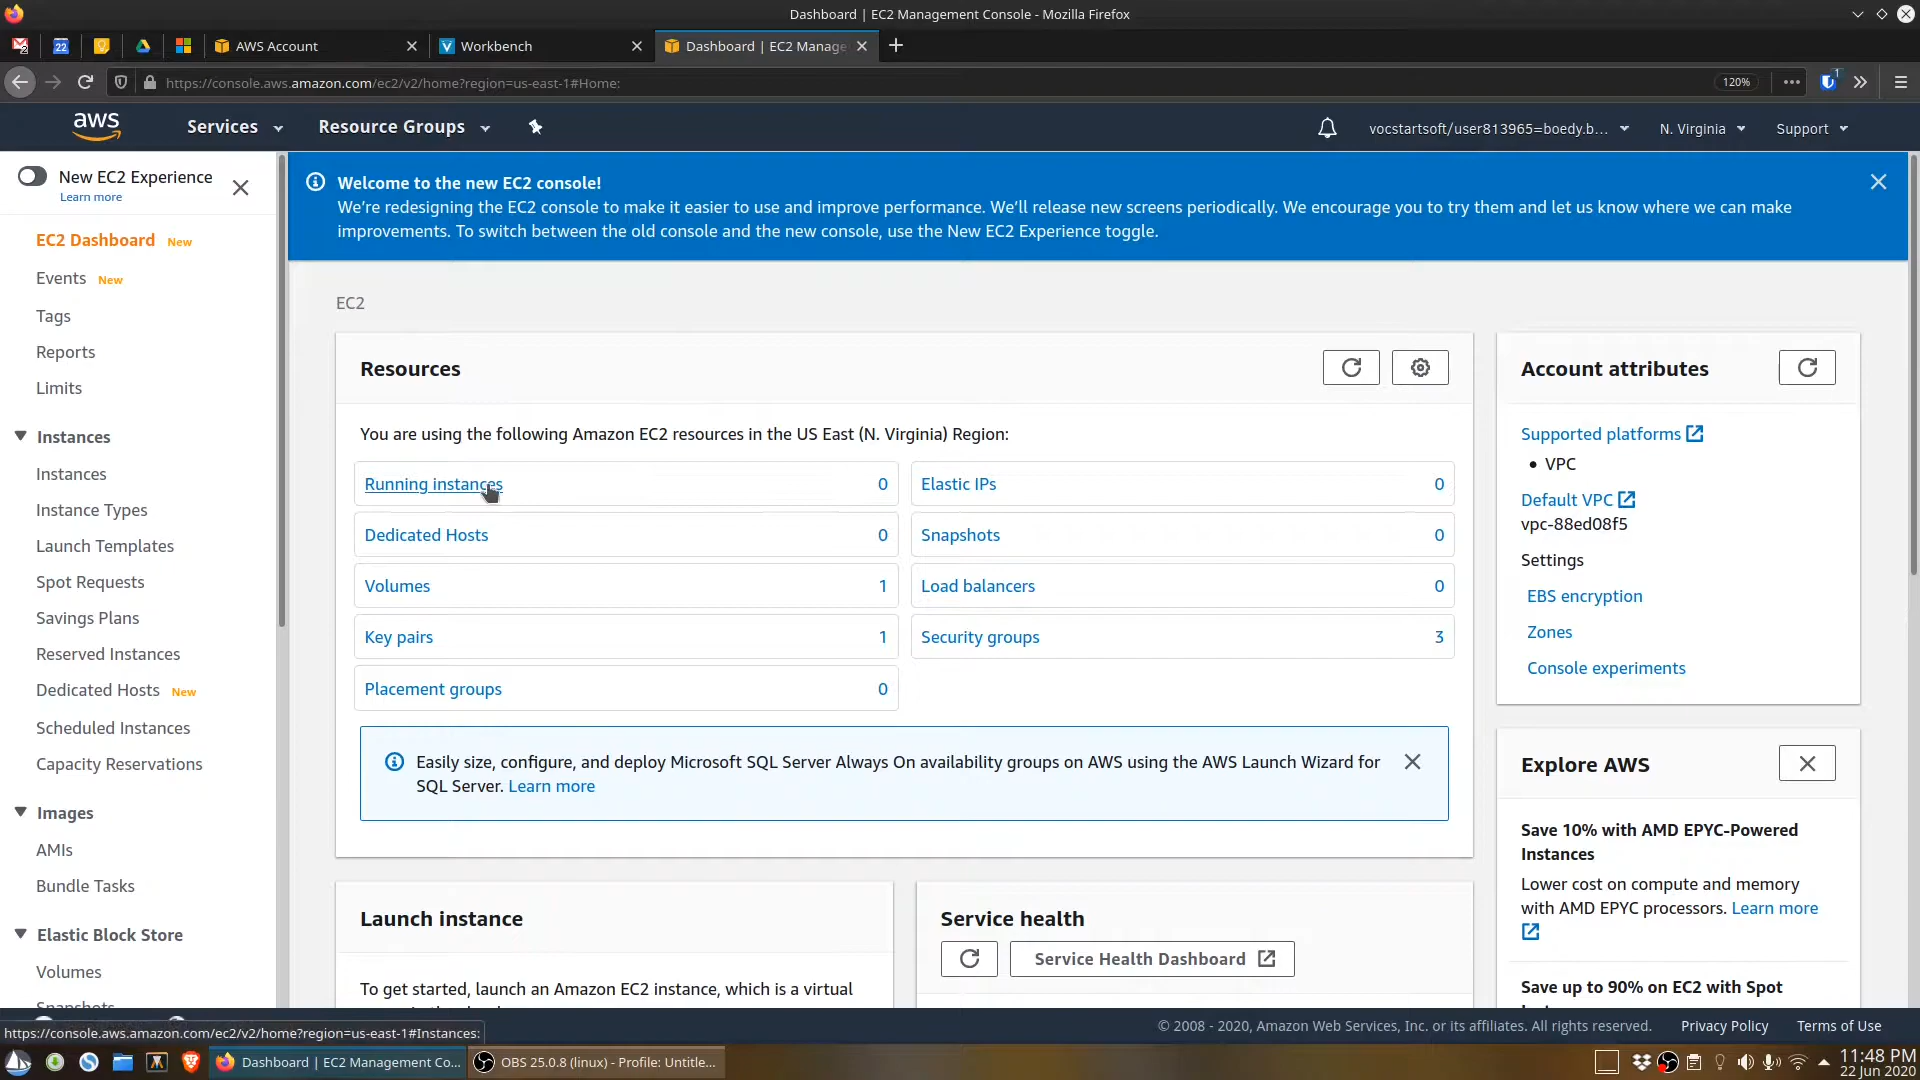 Dashboard | EC2 Management Console - Mozilla Firefox
AWS Account
Workbench
Dashboard | EC2 Manage
https://console.aws.amazon.com/ec2/v2/home?region=us-east-1#Home:
120%
aws
Services
Resource Groups
vocstartsoft/user813965=boedy.b...
N. Virginia
Support
New EC2 Experience
Learn more
EC2 Dashboard New
Events New
Tags
Reports
Limits
Instances
Instances
Instance Types
Launch Templates
Spot Requests
Savings Plans
Reserved Instances
Dedicated Hosts New
Scheduled Instances
Capacity Reservations
Images
AMIs
Bundle Tasks
Elastic Block Store
Volumes
Snapshots
Welcome to the new EC2 console!
We're redesigning the EC2 console to make it easier to use and improve performance. We'll release new screens periodically. We encourage you to try them and let us know where we can make
improvements. To switch between the old console and the new console, use the New EC2 Experience toggle.
EC2
Resources
You are using the following Amazon EC2 resources in the US East (N. Virginia) Region:
Running instances 0
Elastic IPs 0
Dedicated Hosts 0
Snapshots 0
Volumes 1
Load balancers 0
Key pairs 1
Security groups 3
Placement groups 0
Easily size, configure, and deploy Microsoft SQL Server Always On availability groups on AWS using the AWS Launch Wizard for
SQL Server. Learn more
Launch instance
To get started, launch an Amazon EC2 instance, which is a virtual
Service health
Service Health Dashboard
Account attributes
Supported platforms
• VPC
Default VPC
vpc-88ed08f5
Settings
EBS encryption
Zones
Console experiments
Explore AWS
Save 10% with AMD EPYC-Powered
Instances
Lower cost on compute and memory
with AMD EPYC processors. Learn more
Save up to 90% on EC2 with Spot
https://console.aws.amazon.com/ec2/v2/home?region=us-east-1#Instances:
© 2008 - 2020, Amazon Web Services, Inc. or its affiliates. All rights reserved.
Privacy Policy
Terms of Use
Dashboard | EC2 Management Co...
OBS 25.0.8 (linux) - Profile: Untitle...
11:48 PM
22 Jun 2020